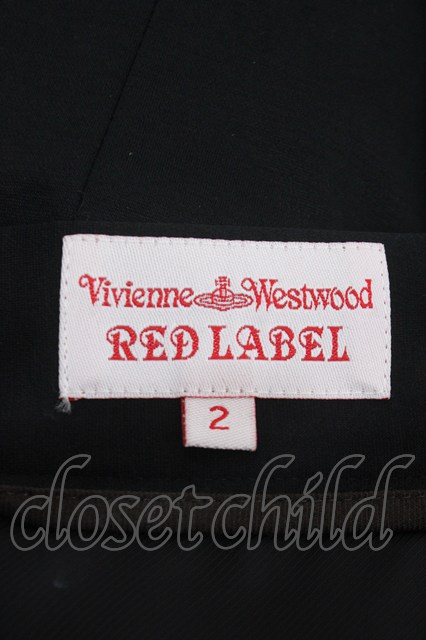 Vivienne Westwood
RED LABEL
2
closetchild